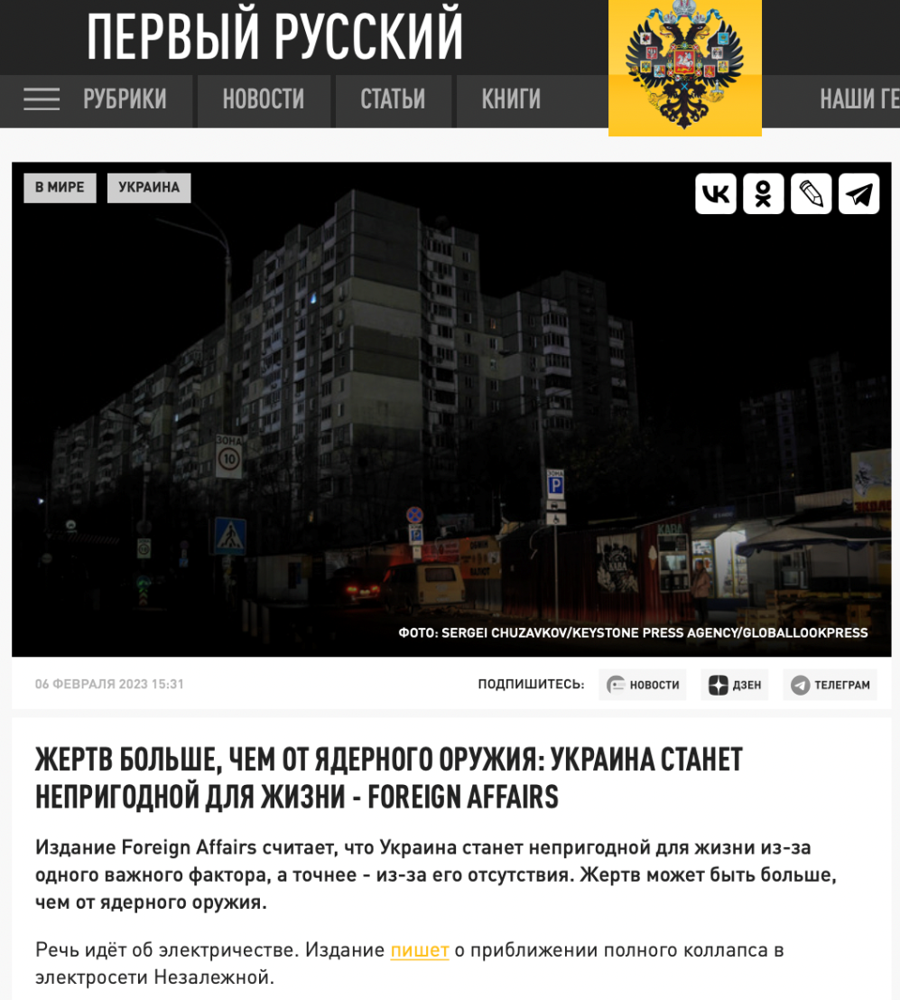 ПЕРВЫЙ РУССКИЙ
РУБРИКИ
НОВОСТИ
СТАТЬИ
КНИГИ
НАШИ ГЕ
В МИРЕ
УКРАИНА
ЗОНА
10
ЗОНА
P
КАВА
ОБМІН
ВАЛЮТ
ФОТО: SERGEI CHUZAVKOV/KEYSTONE PRESS AGENCY/GLOBALLOOKPRESS
06 ФЕВРАЛЯ 2023 15:31
ПОДПИШИТЕСЬ:
НОВОСТИ
ДЗЕН
ТЕЛЕГРАМ
ЖЕРТВ БОЛЬШЕ, ЧЕМ ОТ ЯДЕРНОГО ОРУЖИЯ: УКРАИНА СТАНЕТ
НЕПРИГОДНОЙ ДЛЯ ЖИЗНИ - FOREIGN AFFAIRS
Издание Foreign Affairs считает, что Украина станет непригодной для жизни из-за
одного важного фактора, а точнее - из-за его отсутствия. Жертв может быть больше,
чем от ядерного оружия.
Речь идёт об электричестве. Издание пишет о приближении полного коллапса в
электросети Незалежной.